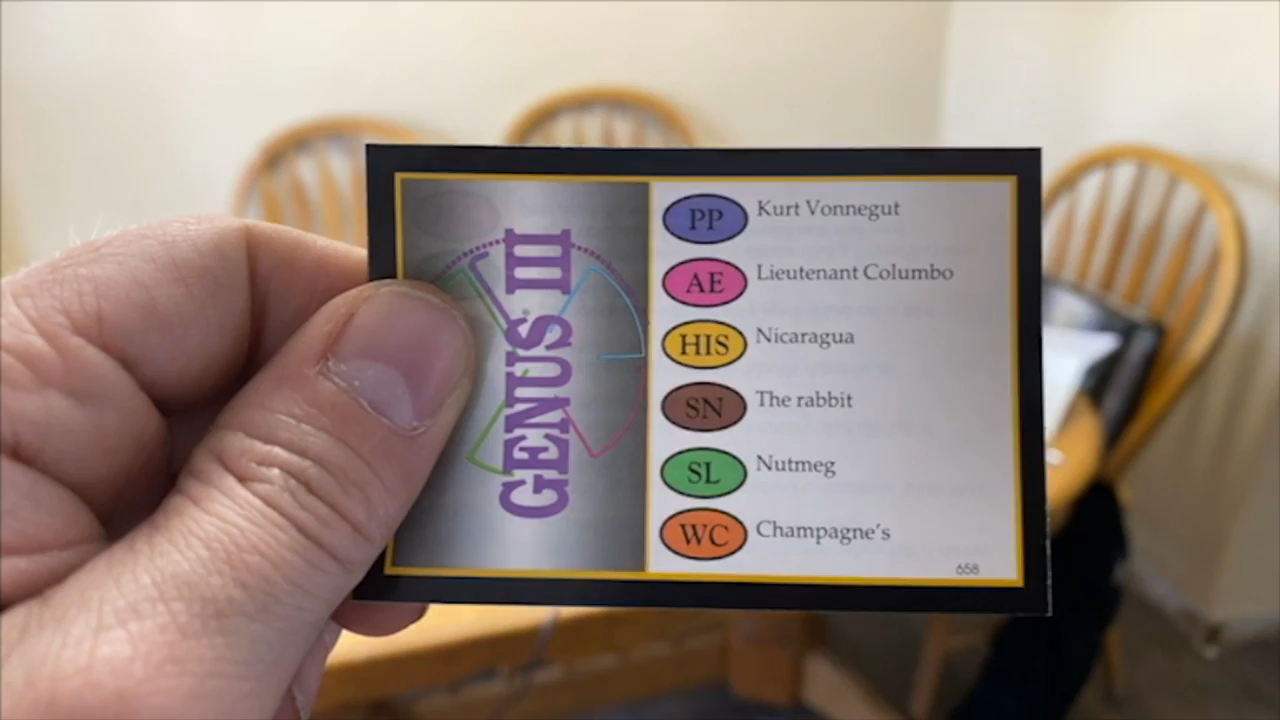 GENUS III
PP Kurt Vonnegut
AE Lieutenant Columbo
HIS Nicaragua
SN The rabbit
SL Nutmeg
WC Champagne's
658